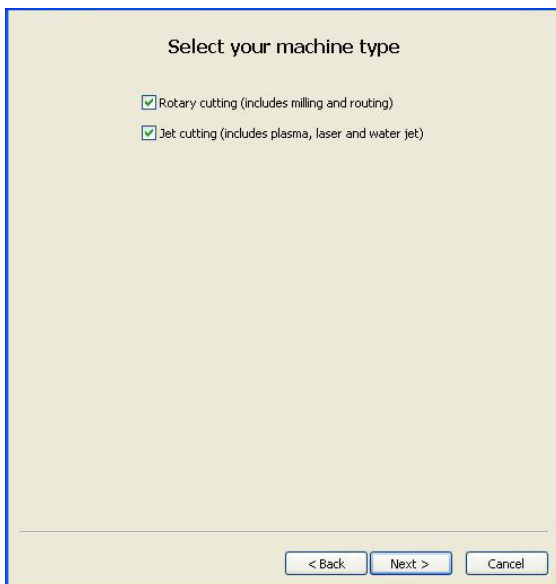 Select your machine type
Rotary cutting (includes milling and routing)
Jet cutting (includes plasma, laser and water jet)
< Back Next > Cancel